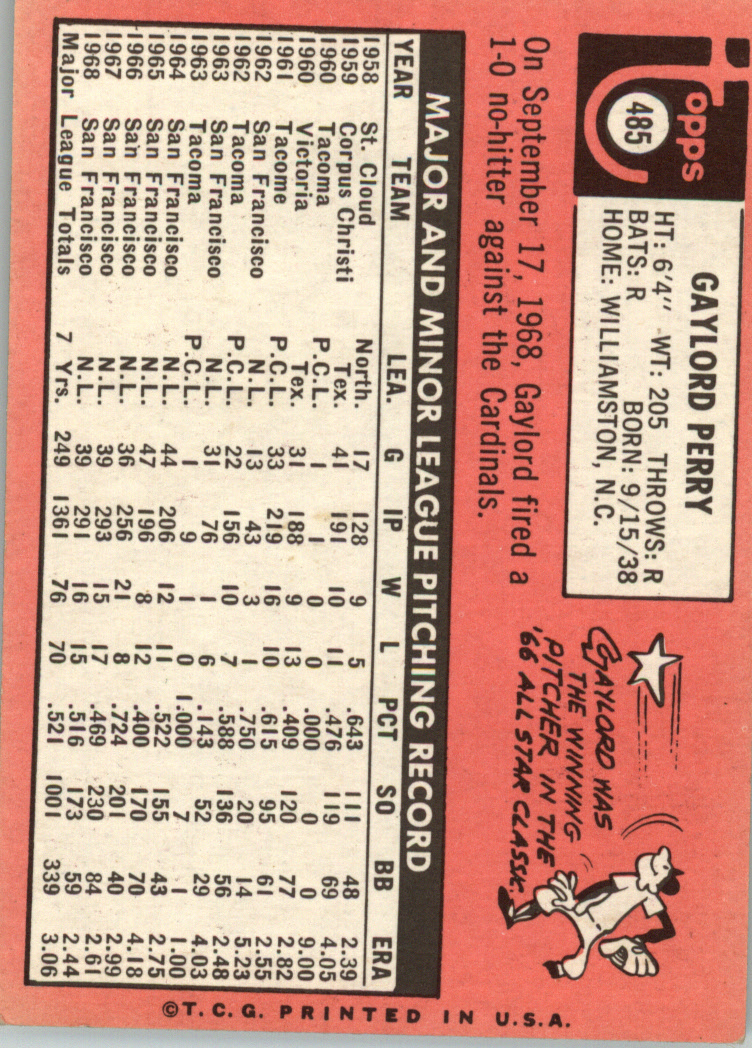 Topps
485
GAYLORD PERRY
HT: 6'4" WT: 205 THROWS: R
BATS: R BORN: 9/15/38
HOME: WILLIAMSTON, N.C.
GAYLORD WAS
THE WINNING
PITCHER IN THE
'66 ALL STAR CLASSIC.
On September 17, 1968, Gaylord fired a
1-0 no-hitter against the Cardinals.
MAJOR AND MINOR LEAGUE PITCHING RECORD
YEAR TEAM LEA. G IP W L PCT SO BB ERA
1958 St. Cloud North. 17 128 9 5 .643 111 48 2.39
1959 Corpus Christi Tex. 41 191 10 11 .476 119 69 4.05
1960 Tacoma P.C.L. 1 1 0 0 .000 0 0 9.00
1960 Victoria Tex. 31 188 9 13 .409 120 77 2.82
1961 Tacome P.C.L. 33 219 16 10 .615 95 61 2.55
1962 San Francisco N.L. 13 43 3 1 .750 20 14 5.23
1962 Tacoma P.C.L. 22 156 10 7 .588 136 56 2.48
1963 San Francisco N.L. 31 76 1 6 .143 52 29 4.03
1963 Tacoma P.C.L. 1 9 1 0 1.000 7 1 1.00
1964 San Francisco N.L. 44 206 12 11 .522 155 43 2.75
1965 San Francisco N.L. 47 196 8 12 .400 170 70 4.18
1966 San Francisco N.L. 36 256 21 8 .724 201 40 2.99
1967 San Francisco N.L. 39 293 15 17 .469 230 84 2.61
1968 San Francisco N.L. 39 291 16 15 .516 173 59 2.44
Major League Totals 7 Yrs. 249 1361 76 70 .521 1001 339 3.06
©T.C.G. PRINTED IN U.S.A.